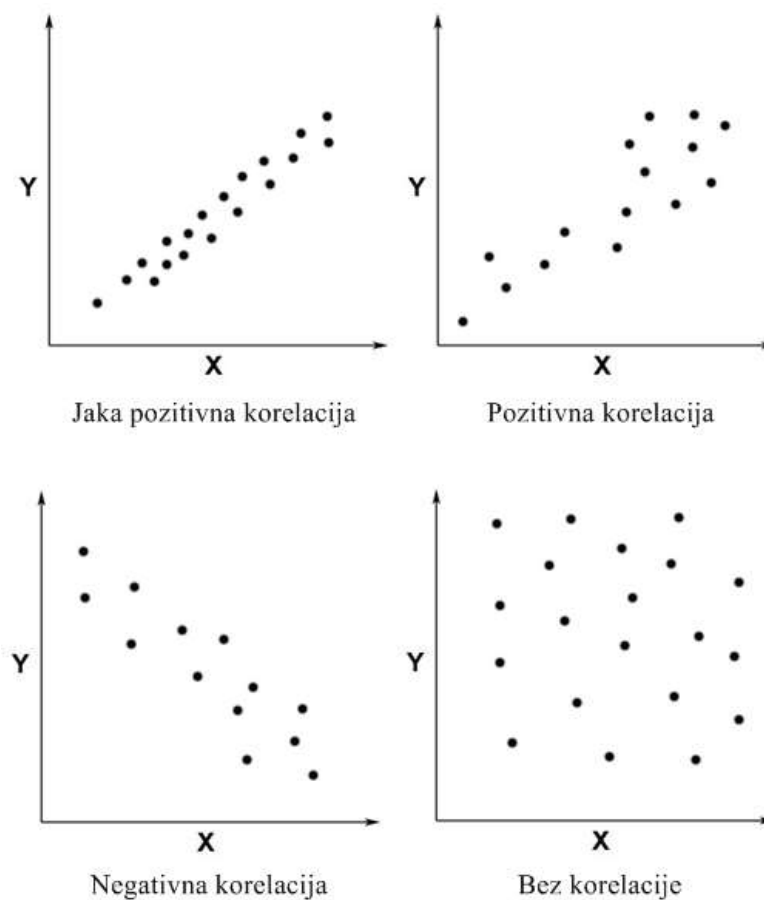 Y
X
Jaka pozitivna korelacija
Y
X
Pozitivna korelacija
Y
X
Negativna korelacija
Y
X
Bez korelacije